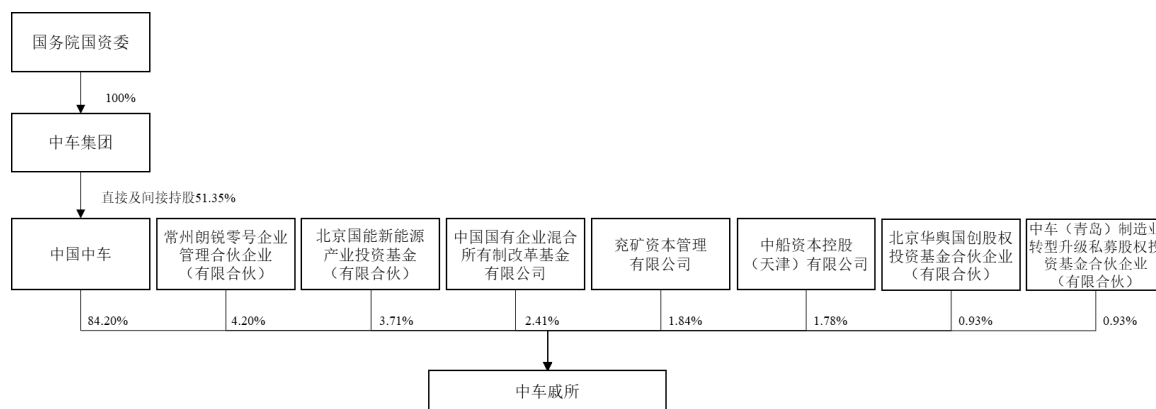 国务院国资委
100%
中车集团
直接及间接持股51.35%
中国中车
常州朗锐零号企业
管理合伙企业
（有限合伙）
北京国能新能源
产业投资基金
（有限合伙）
中国国有企业混合
所有制改革基金
有限公司
兖矿资本管理
有限公司
中船资本控股
（天津）有限公司
北京华舆国创股权
投资基金合伙企业
（有限合伙）
中车（青岛）制造业
转型升级私募股权投
资基金合伙企业
（有限合伙）
84.20%
4.20%
3.71%
2.41%
1.84%
1.78%
0.93%
0.93%
中车戚所